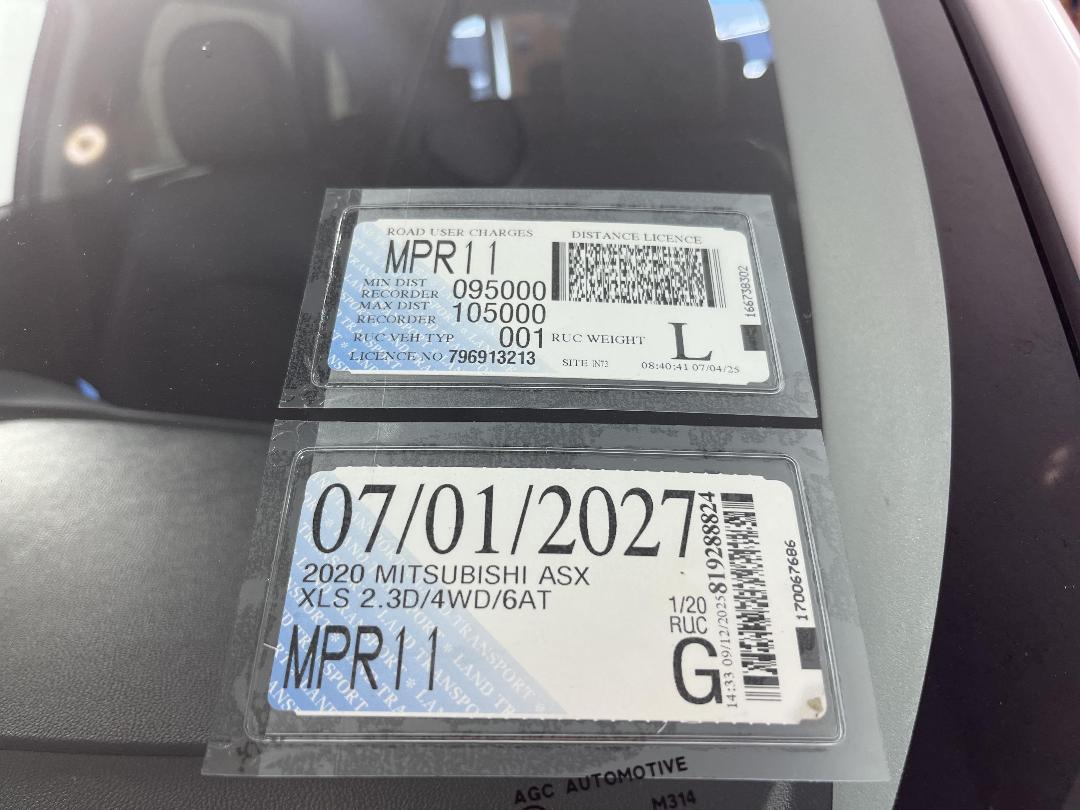 ROAD USER CHARGES DISTANCE LICENCE
MPR11
MIN DIST RECORDER 095000
MAX DIST RECORDER 105000
RUC VEH TYP 001 RUC WEIGHT L
LICENCE NO 796913213 SITE IN73 08:40:41 07/04/25
166738302
07/01/2027
2020 MITSUBISHI ASX
XLS 2.3D/4WD/6AT
MPR11
1/20
RUC
G
14:33 09/12/2025 819288824
170067686
AGC AUTOMOTIVE
M314